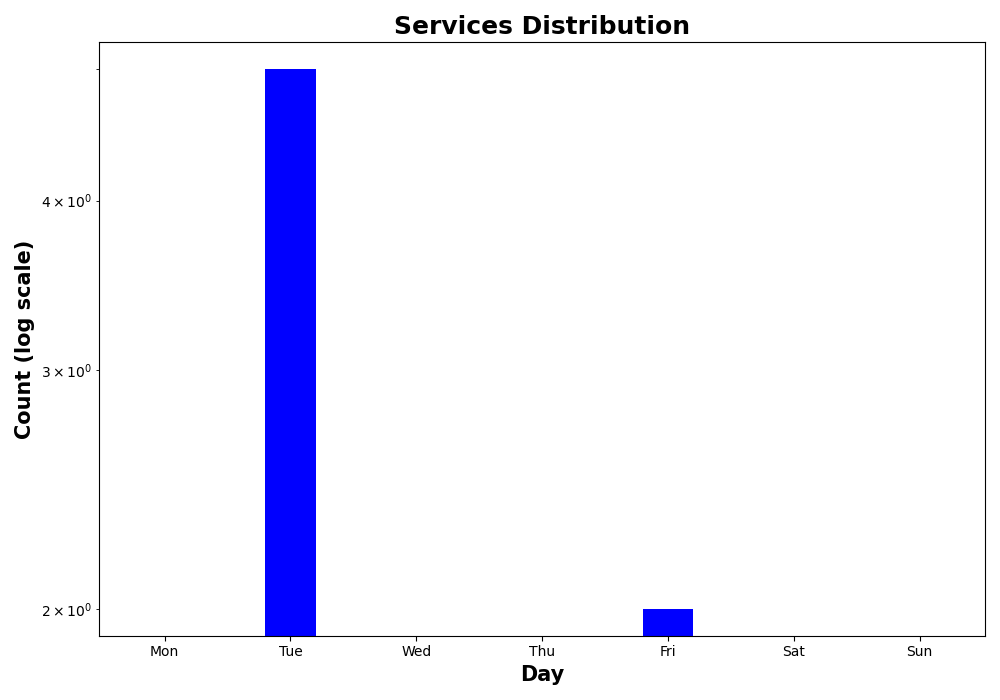 Services Distribution
Count (log scale)
4 × 10⁰
3 × 10⁰
2 × 10⁰
Mon Tue Wed Thu Fri Sat Sun
Day